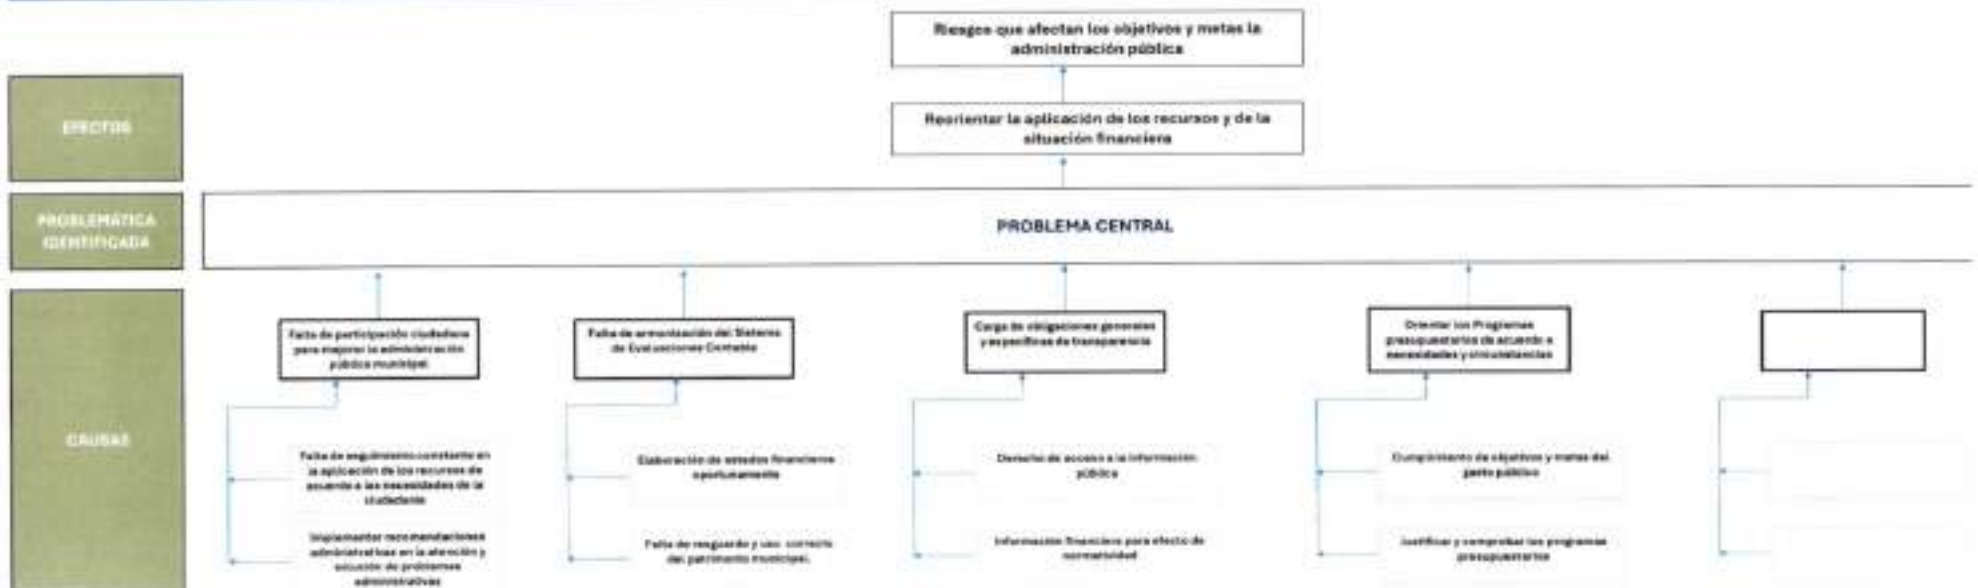 Riesgos que afectan los objetivos y metas la
administración pública
EFECTOS
Reorientar la aplicación de los recursos y de la
situación financiera
PROBLEMÁTICA
IDENTIFICADA
PROBLEMA CENTRAL
CAUSAS
Falta de participación ciudadana
para mejorar la administración
pública municipal
Falta de armonización del Sistema
de Evaluaciones Contable
Carga de obligaciones generales
y específicas de transparencia
Orientar los Programas
presupuestarios de acuerdo a
necesidades y circunstancias
Falta de seguimiento constante en
la aplicación de los recursos de
acuerdo a las necesidades de la
ciudadanía
Elaboración de estados financieros
oportunamente
Derecho de acceso a la información
pública
Cumplimiento de objetivos y metas del
gasto público
Implementar recomendaciones
administrativas en la atención y
solución de problemas
administrativas
Falta de resguardo y uso correcto
del patrimonio municipal.
Información financiera para efecto de
normatividad
Justificar y comprobar los programas
presupuestarios